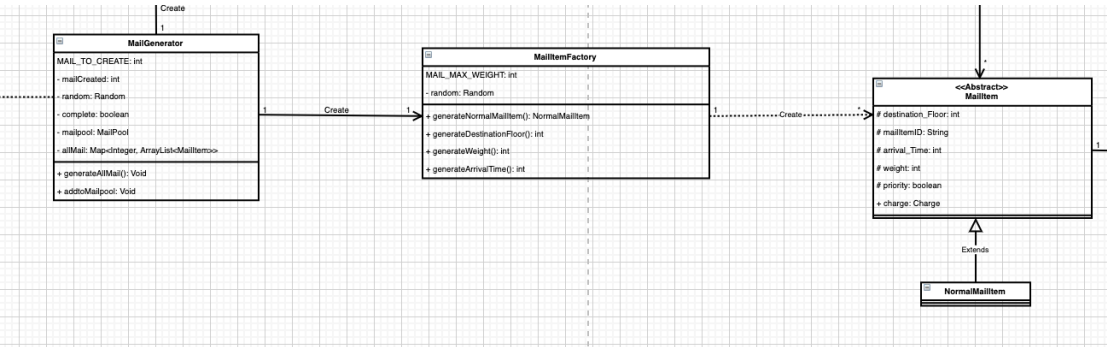 Create
1
MailGenerator
MAIL_TO_CREATE: int
- mailCreated: int
- random: Random
- complete: boolean
- mailpool: MailPool
- allMail: Map<Integer, ArrayList<MailItem>>
+ generateAllMail(): Void
+ addtoMailpool: Void
1
Create
1
MailItemFactory
MAIL_MAX_WEIGHT: int
- random: Random
+ generateNormalMailItem(): NormalMailItem
+ generateDestinationFloor(): int
+ generateWeight(): int
+ generateArrivalTime(): int
1
Create
*
*
<<Abstract>>
MailItem
# destination_Floor: int
# mailItemID: String
# arrival_Time: int
# weight: int
# priority: boolean
+ charge: Charge
1
Extends
NormalMailItem